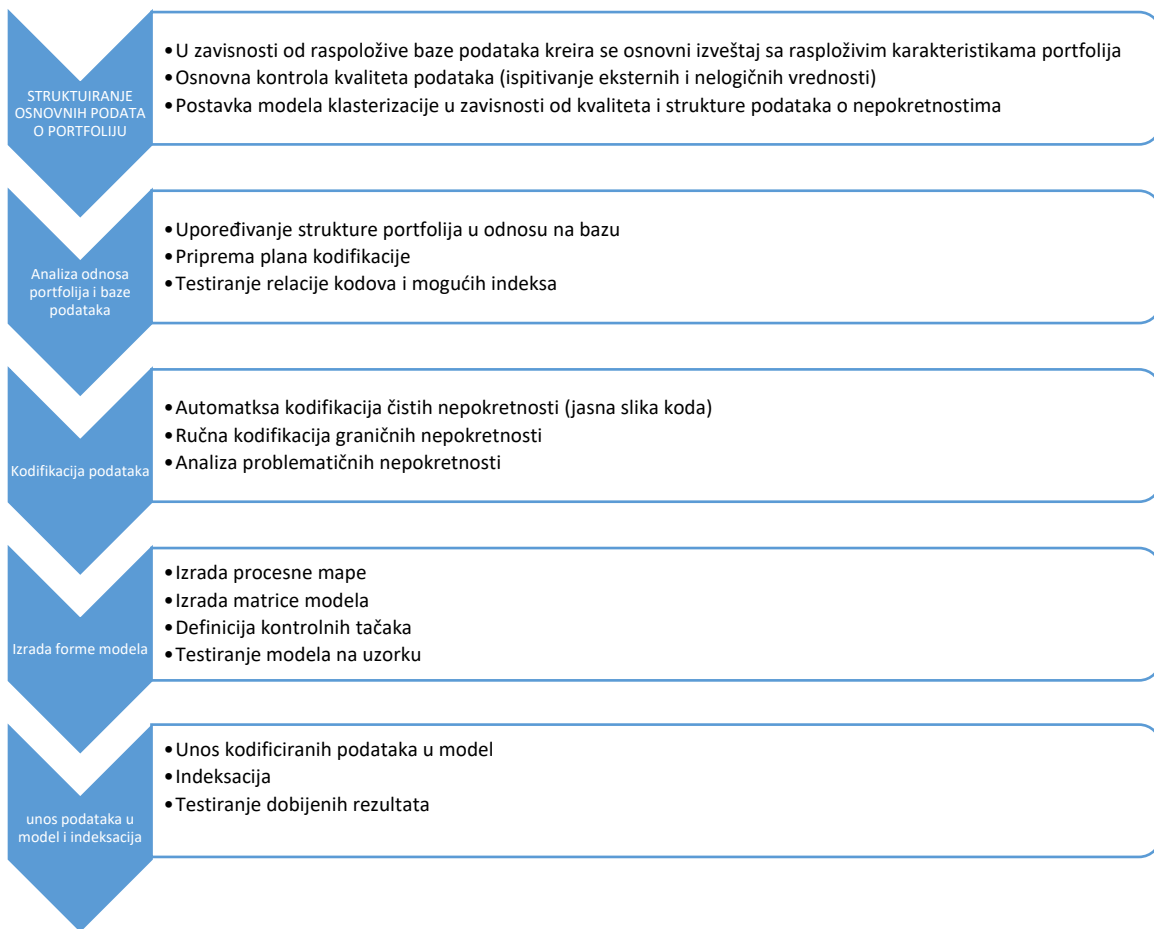 STRUKTUIRANJE
OSNOVNIH PODATA
O PORTFOLIJU
•U zavisnosti od raspoložive baze podataka kreira se osnovni izveštaj sa rasploživim karakteristikama portfolija
•Osnovna kontrola kvaliteta podataka (ispitivanje eksternih i nelogičnih vrednosti)
•Postavka modela klasterizacije u zavisnosti od kvaliteta i strukture podataka o nepokretnostima
Analiza odnosa
portfolija i baze
podataka
•Upoređivanje strukture portfolija u odnosu na bazu
•Priprema plana kodifikacije
•Testiranje relacije kodova i mogućih indeksa
Kodifikacija podataka
•Automatksa kodifikacija čistih nepokretnosti (jasna slika koda)
•Ručna kodifikacija graničnih nepokretnosti
•Analiza problematičnih nepokretnosti
Izrada forme modela
•Izrada procesne mape
•Izrada matrice modela
•Definicija kontrolnih tačaka
•Testiranje modela na uzorku
unos podataka u
model i indeksacija
•Unos kodificiranih podataka u model
•Indeksacija
•Testiranje dobijenih rezultata